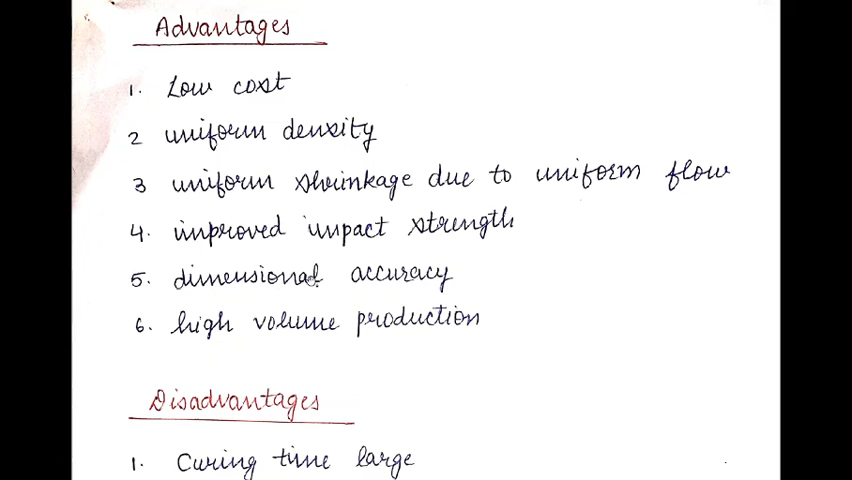 Advantages
1. Low cost
2 uniform density
3 uniform shrinkage due to uniform flow
4. improved impact strength
5. dimensional accuracy
6. high volume production
Disadvantages
1. Curing time large